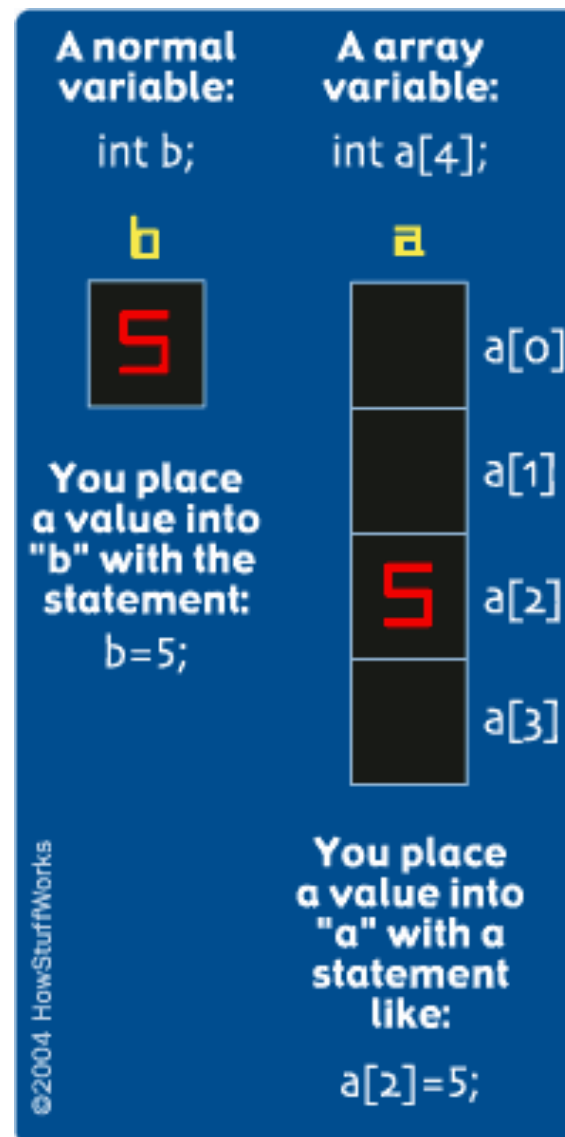 A normal
variable:
int b;
b
5
You place
a value into
"b" with the
statement:
b=5;
A array
variable:
int a[4];
a
a[0]
a[1]
5
a[2]
a[3]
You place
a value into
"a" with a
statement
like:
a[2]=5;
©2004 HowStuffWorks